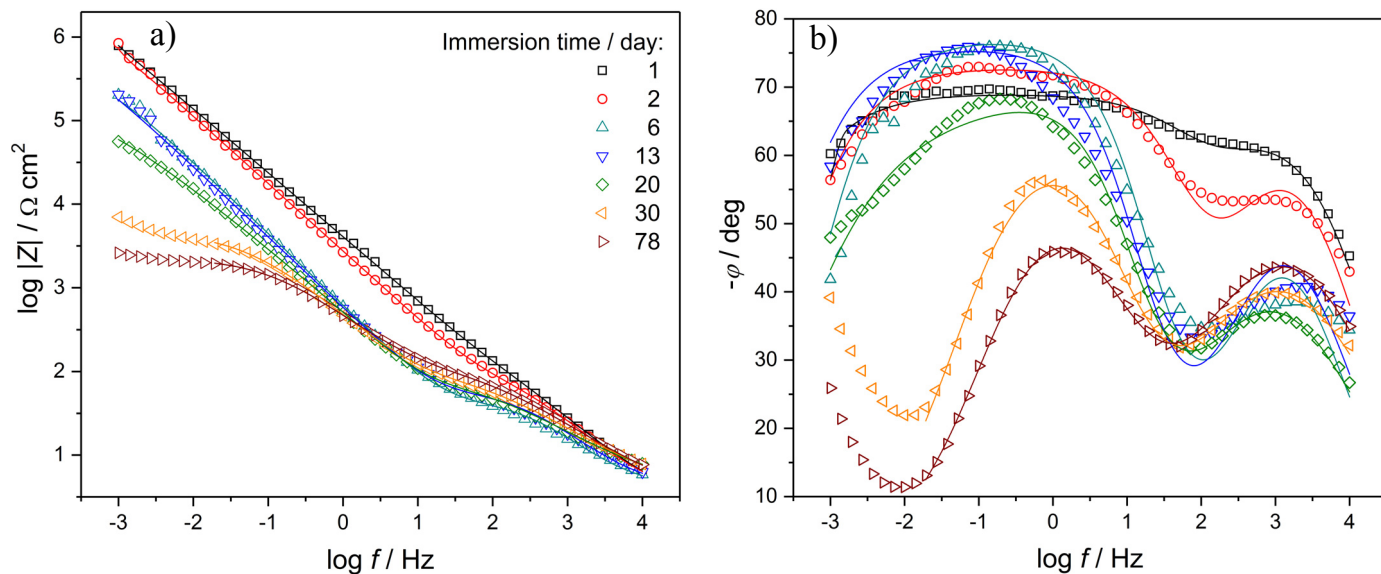 a)
Immersion time / day:
1
2
6
13
20
30
78
6
5
4
3
2
1
log |Z| / Ω cm²
-3 -2 -1 0 1 2 3 4
log f / Hz
b)
80
70
60
50
40
30
20
10
-φ / deg
-3 -2 -1 0 1 2 3 4
log f / Hz